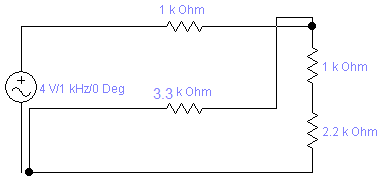 1 k Ohm
1 k Ohm
4 V/1 kHz/0 Deg
3.3 k Ohm
2.2 k Ohm